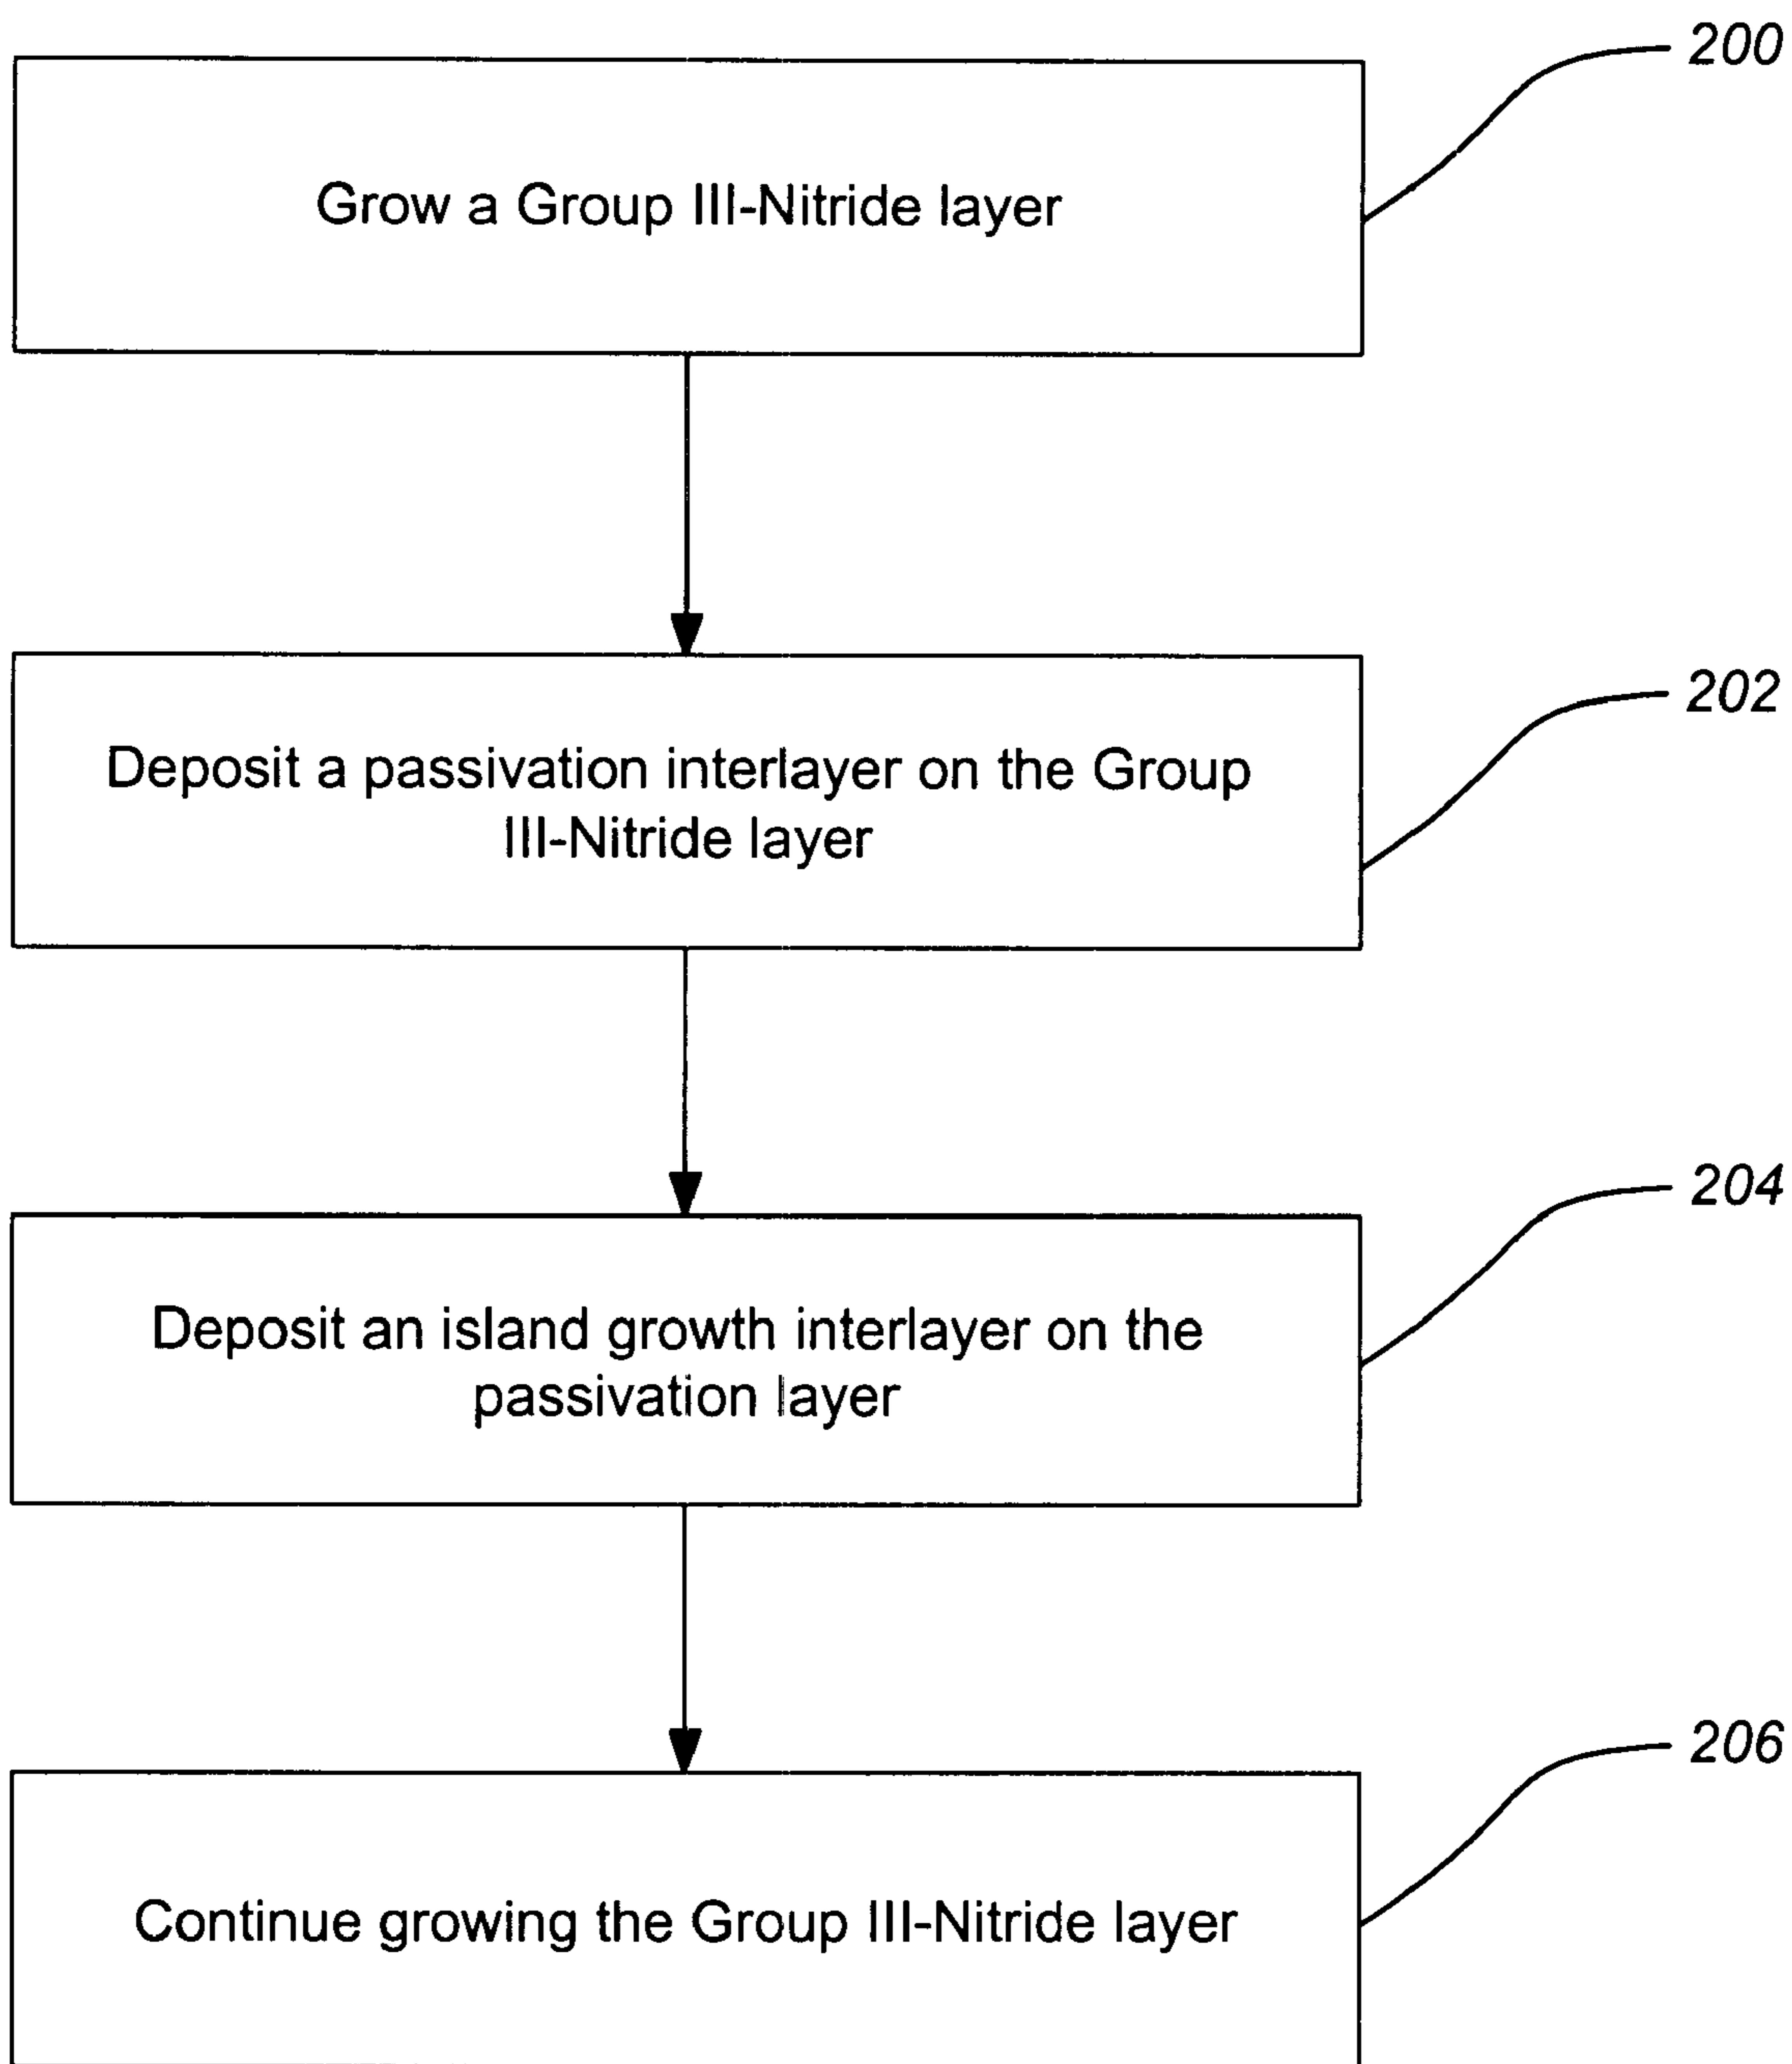 200
Grow a Group III-Nitride layer
202
Deposit a passivation interlayer on the Group
III-Nitride layer
204
Deposit an island growth interlayer on the
passivation layer
206
Continue growing the Group III-Nitride layer